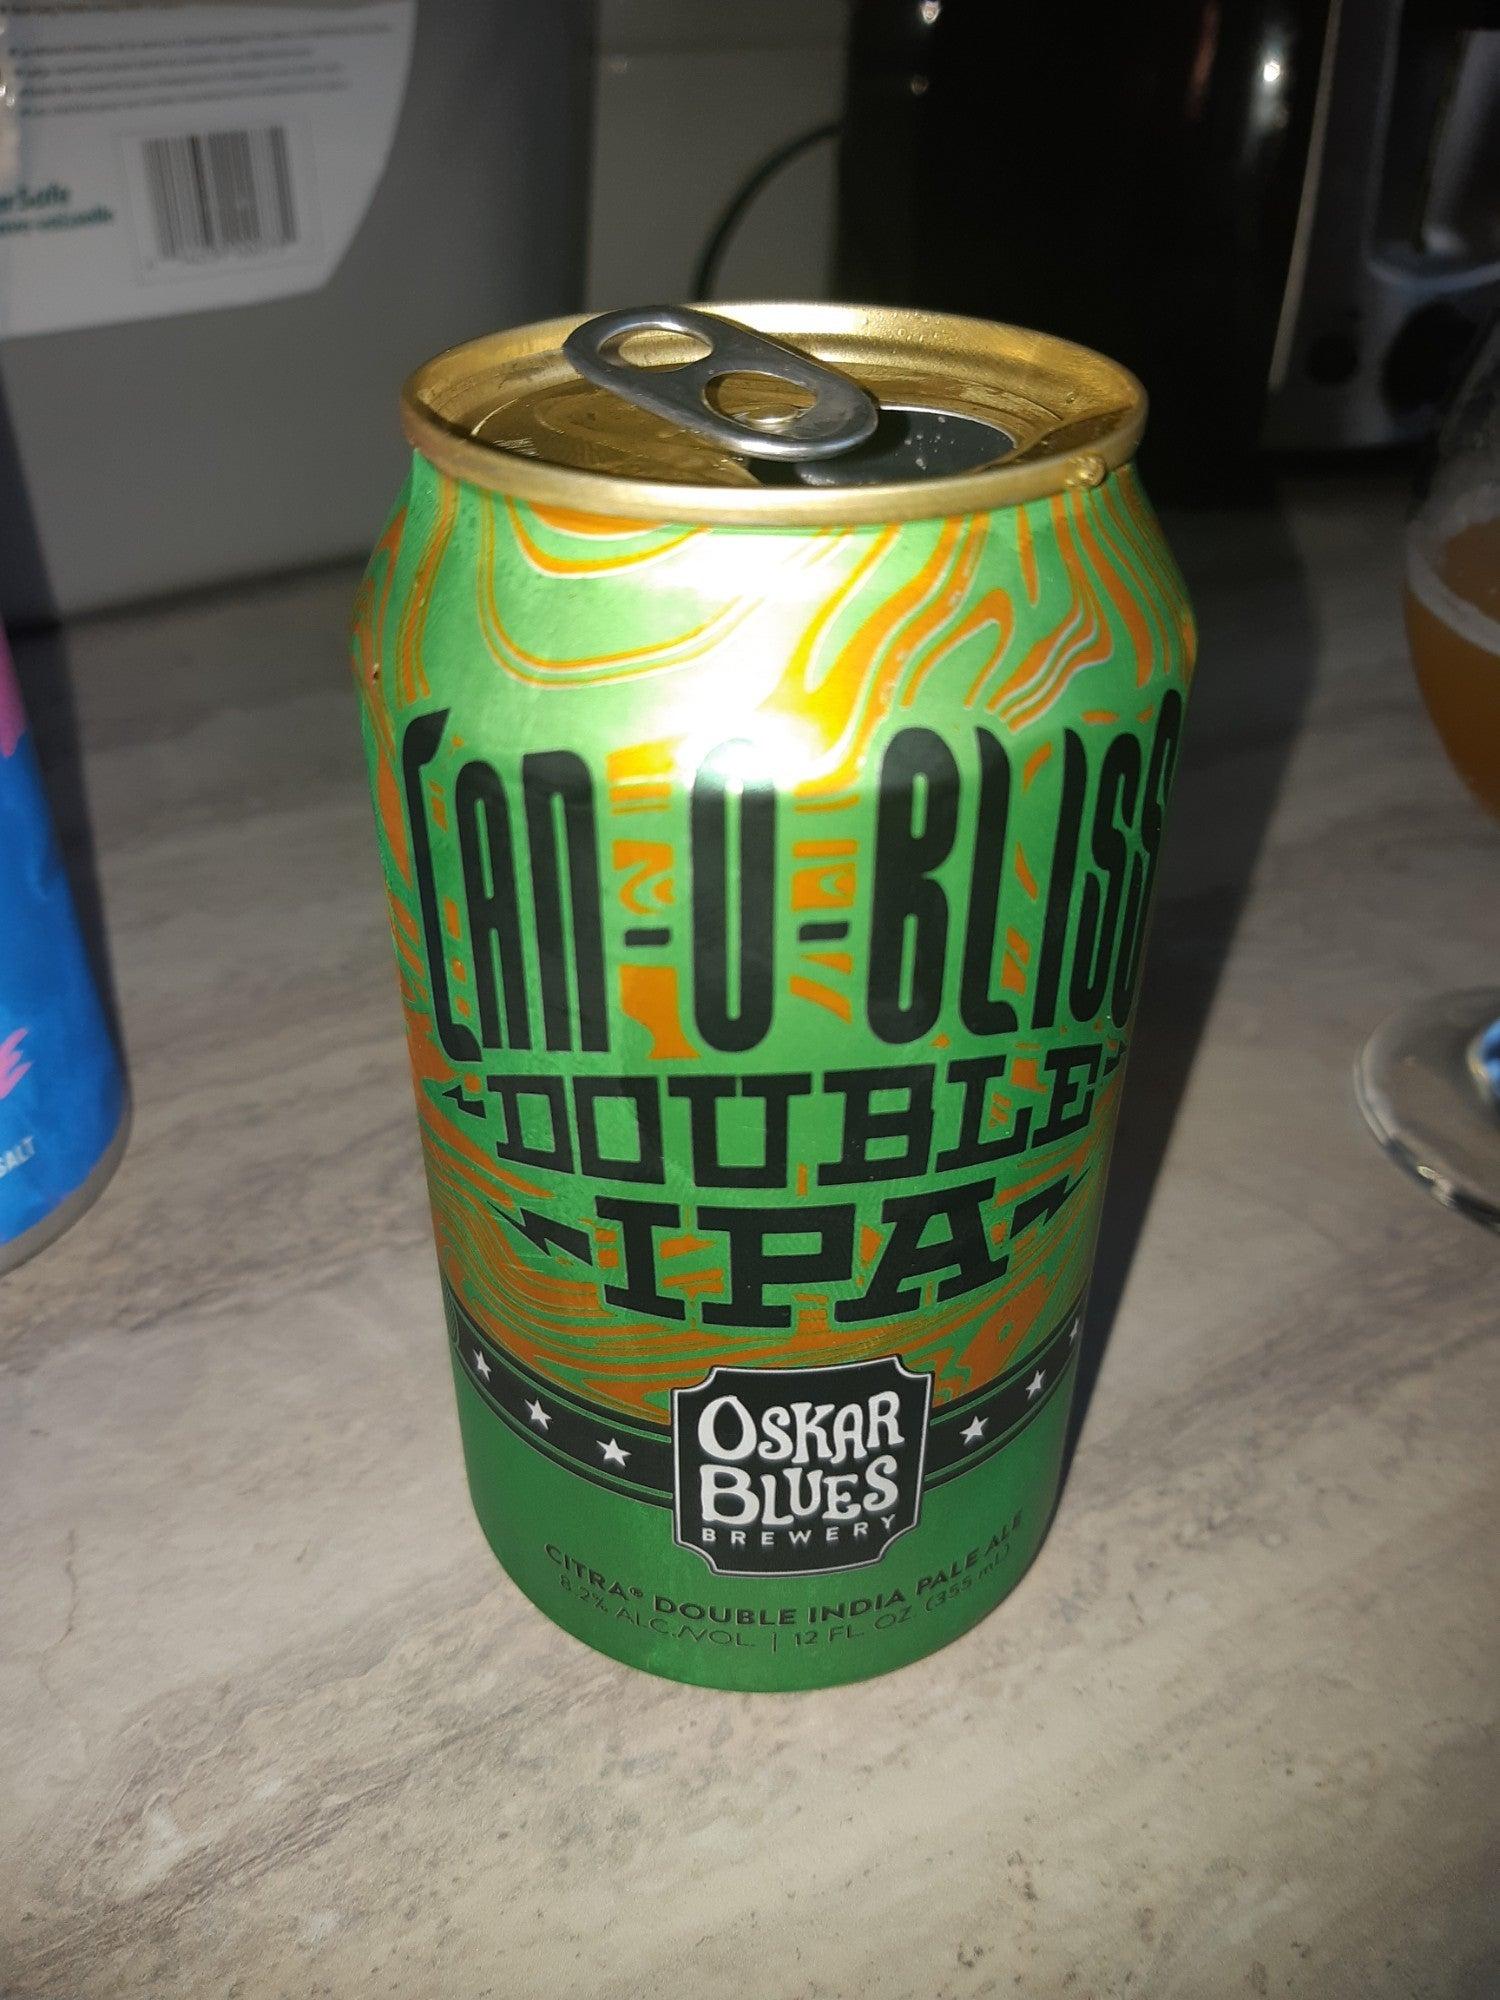 CAN-O-BLISS
DOUBLE
IPA
OSKAR
BLUES
BREWERY
CITRA® DOUBLE INDIA PALE ALE
8.2% ALC./VOL. | 12 FL. OZ. (355 mL)
SALT